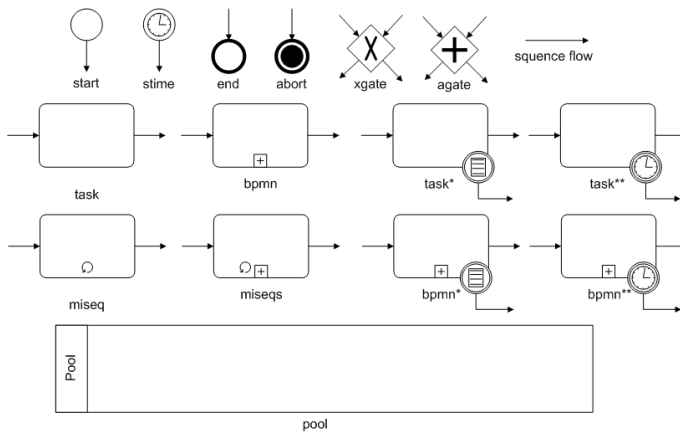 start
stime
end
abort
X
xgate
agate
squence flow
task
bpmn
task*
task**
miseq
miseqs
bpmn*
bpmn**
Pool
pool